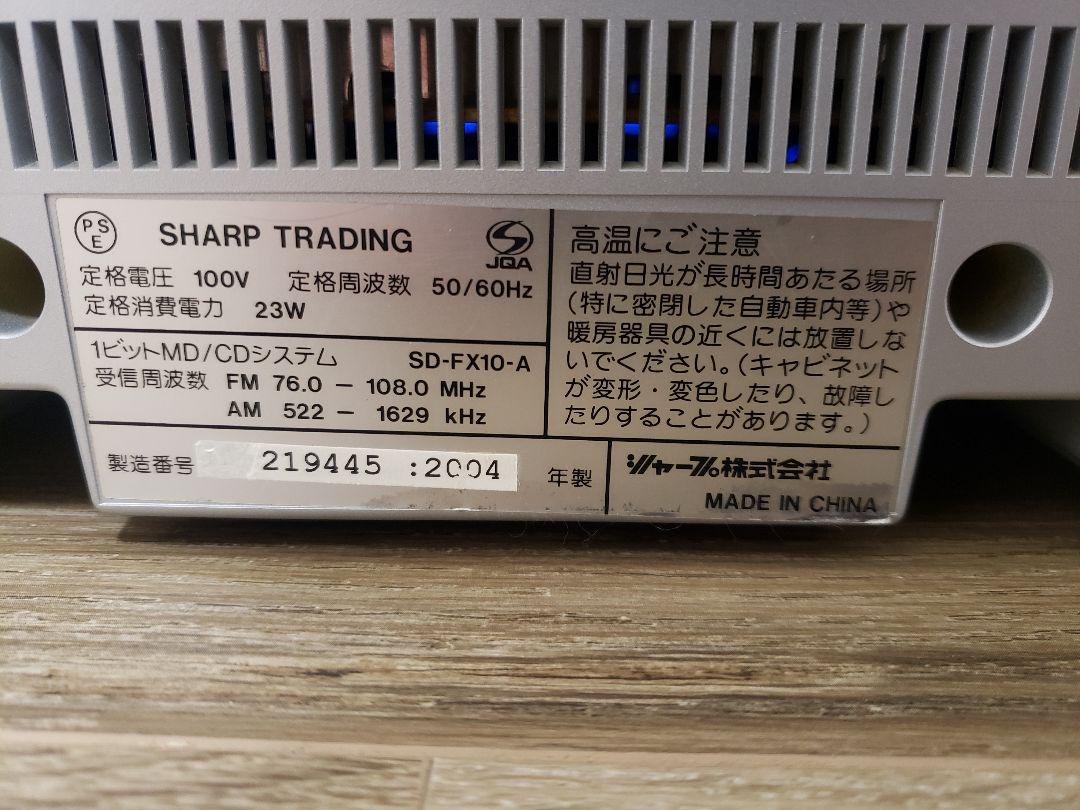 PSE
SHARP TRADING
JQA
定格電圧 100V 定格周波数 50/60Hz
定格消費電力 23W
1ビットMD/CDシステム SD-FX10-A
受信周波数 FM 76.0 - 108.0 MHz
AM 522 - 1629 kHz
製造番号 219445 :2004 年製
高温にご注意
直射日光が長時間あたる場所
(特に密閉した自動車内等)や
暖房器具の近くには放置しな
いでください。(キャビネット
が変形・変色したり、故障し
たりすることがあります。)
シャープ株式会社
MADE IN CHINA